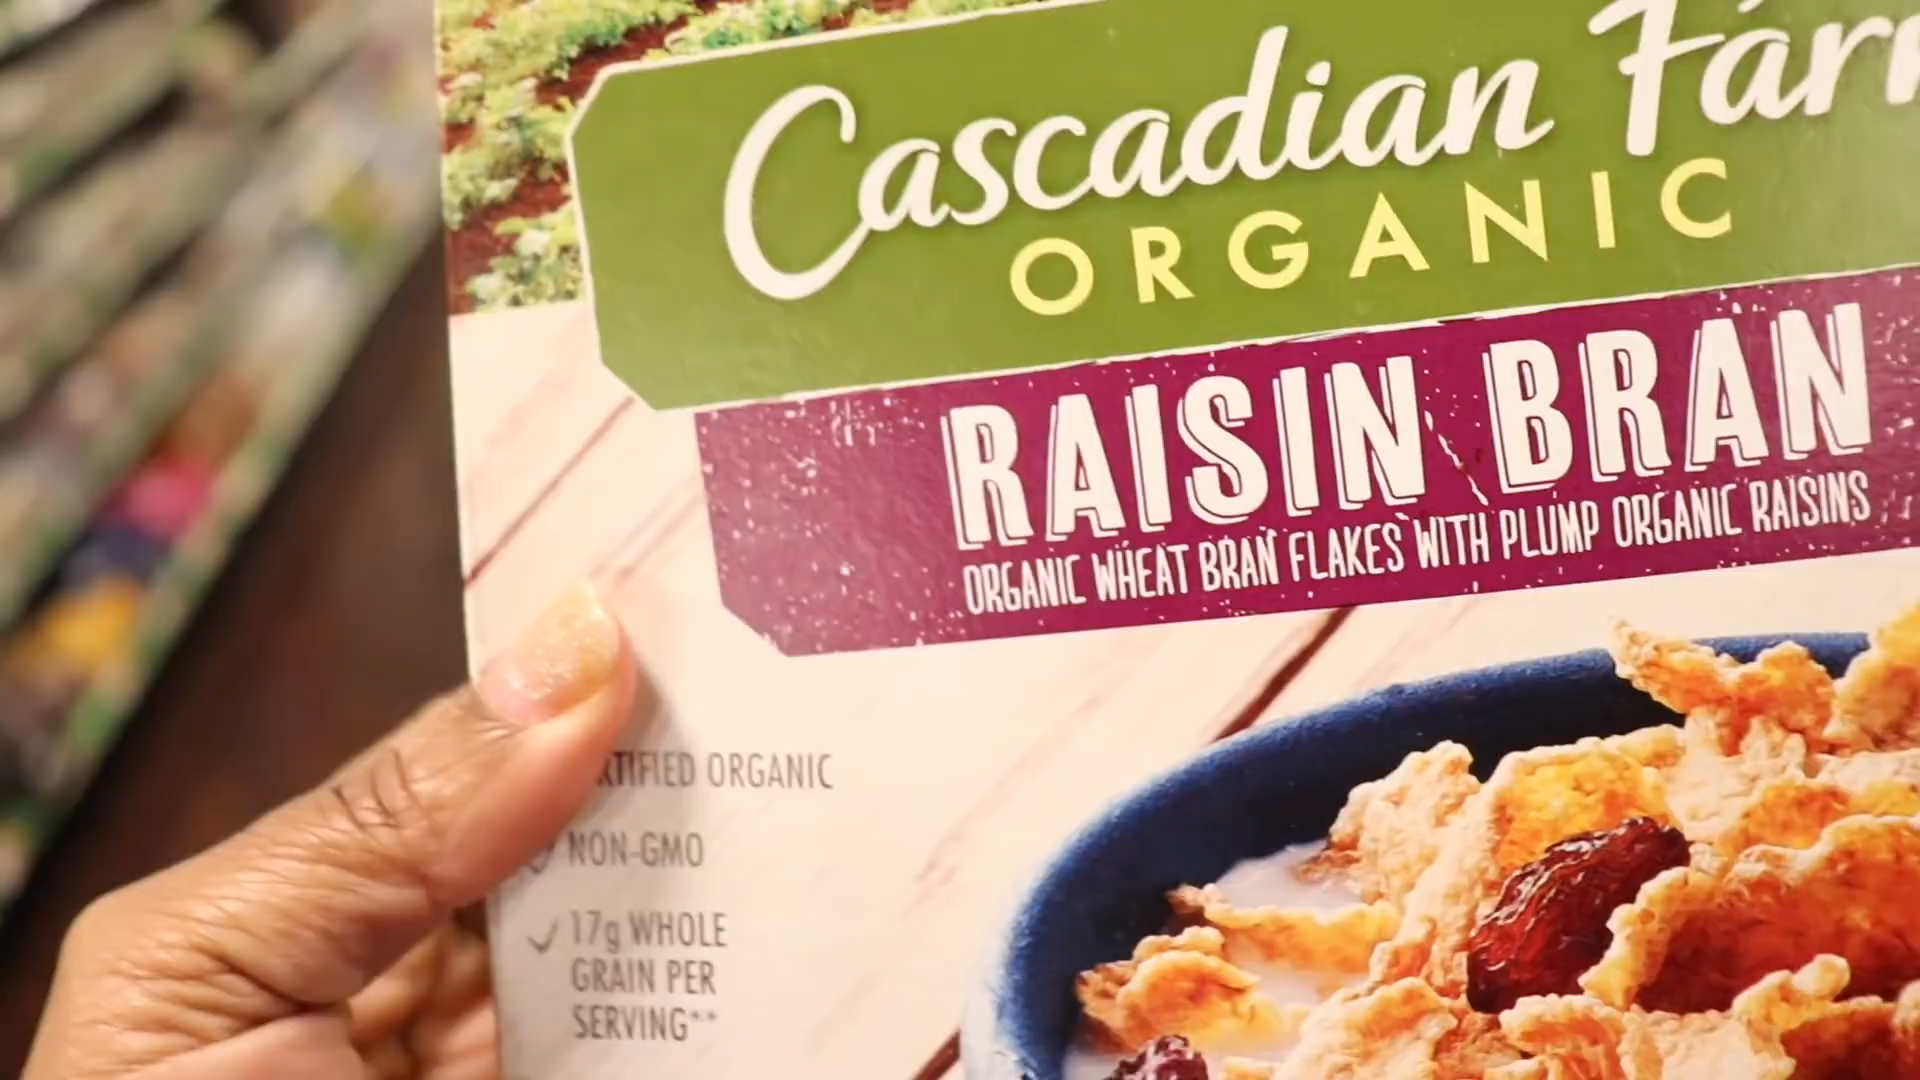 Cascadian Farm
ORGANIC
RAISIN BRAN
ORGANIC WHEAT BRAN FLAKES WITH PLUMP ORGANIC RAISINS
RTIFIED ORGANIC
NON-GMO
17g WHOLE
GRAIN PER
SERVING**